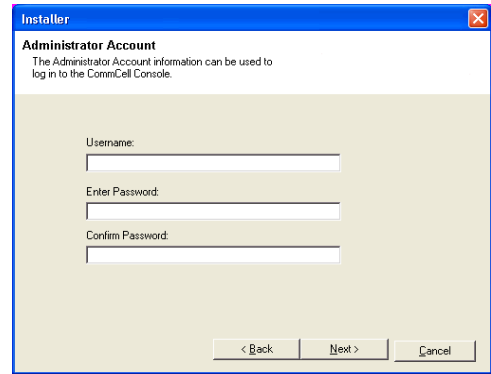 Installer
Administrator Account
The Administrator Account information can be used to
log in to the CommCell Console.
Username:
Enter Password:
Confirm Password:
< Back
Next >
Cancel